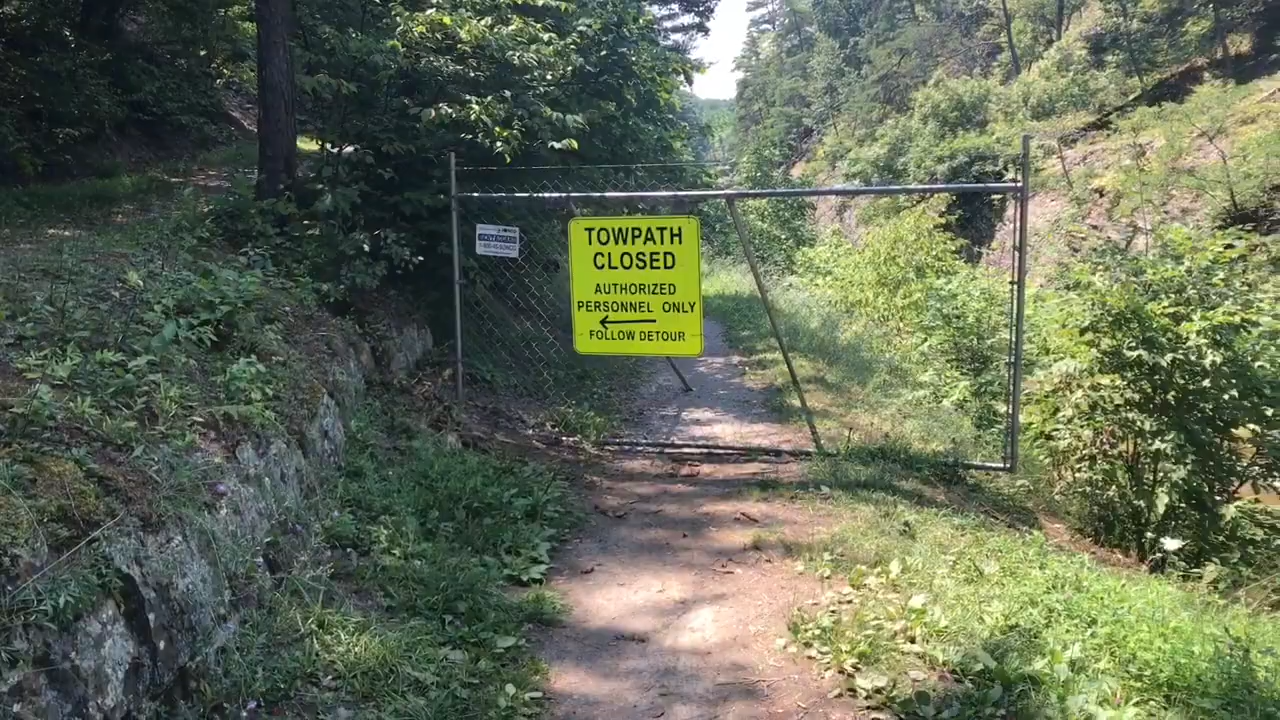 TOWPATH
CLOSED
AUTHORIZED
PERSONNEL ONLY
FOLLOW DETOUR